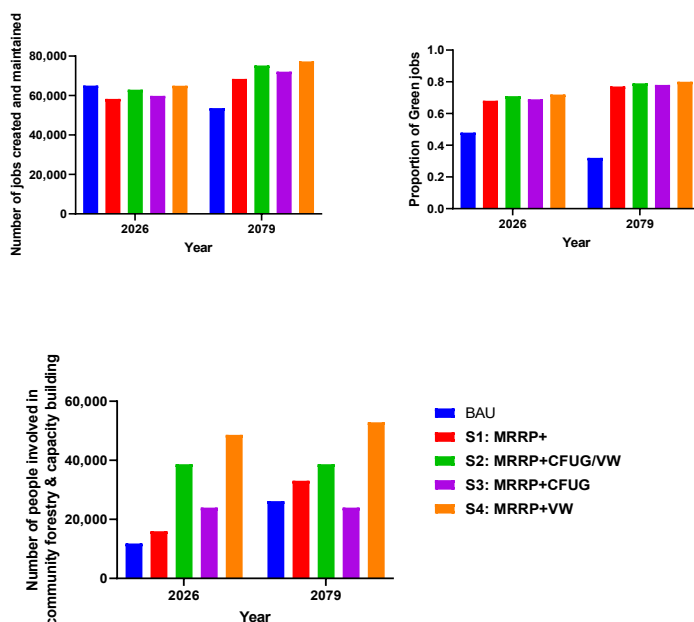 Number of jobs created and maintained
80,000
60,000
40,000
20,000
0
2026
2079
Year
Proportion of Green jobs
1.0
0.8
0.6
0.4
0.2
0.0
2026
2079
Year
Number of people involved in
community forestry & capacity building
60,000
40,000
20,000
0
2026
2079
Year
BAU
S1: MRRP+
S2: MRRP+CFUG/VW
S3: MRRP+CFUG
S4: MRRP+VW